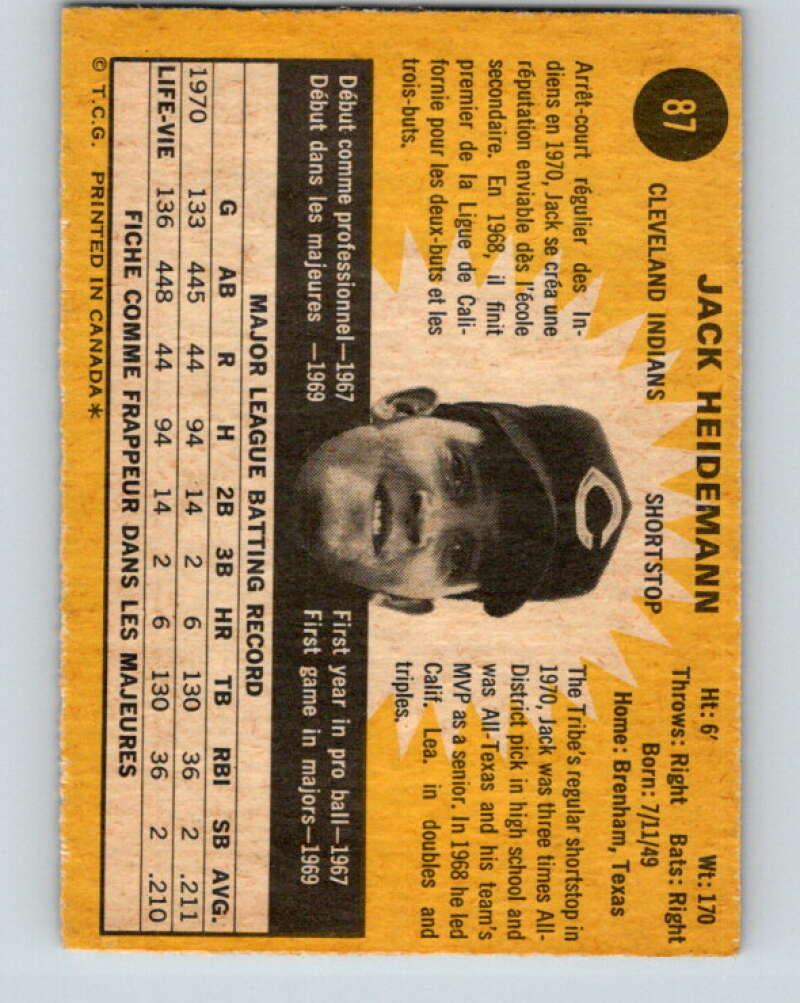 87
JACK HEIDEMANN
CLEVELAND INDIANS SHORTSTOP
Ht: 6' Wt: 170
Throws: Right Bats: Right
Born: 7/11/49
Home: Brenham, Texas
Arrêt-court régulier des In-
diens en 1970, Jack se créa une
réputation enviable dès l'école
secondaire. En 1968, il finit
premier de la Ligue de Cali-
fornie pour les deux-buts et les
trois-buts.
C
The Tribe's regular shortstop in
1970, Jack was three times All-
District pick in high school and
was All-Texas and his team's
MVP as a senior. In 1968 he led
Calif. Lea. in doubles and
triples.
Début comme professionnel—1967
Début dans les majeures —1969
First year in pro ball—1967
First game in majors—1969
MAJOR LEAGUE BATTING RECORD
G AB R H 2B 3B HR TB RBI SB AVG.
1970 133 445 44 94 14 2 6 130 36 2 .211
LIFE-VIE 136 448 44 94 14 2 6 130 36 2 .210
FICHE COMME FRAPPEUR DANS LES MAJEURES
© T.C.G. PRINTED IN CANADA*